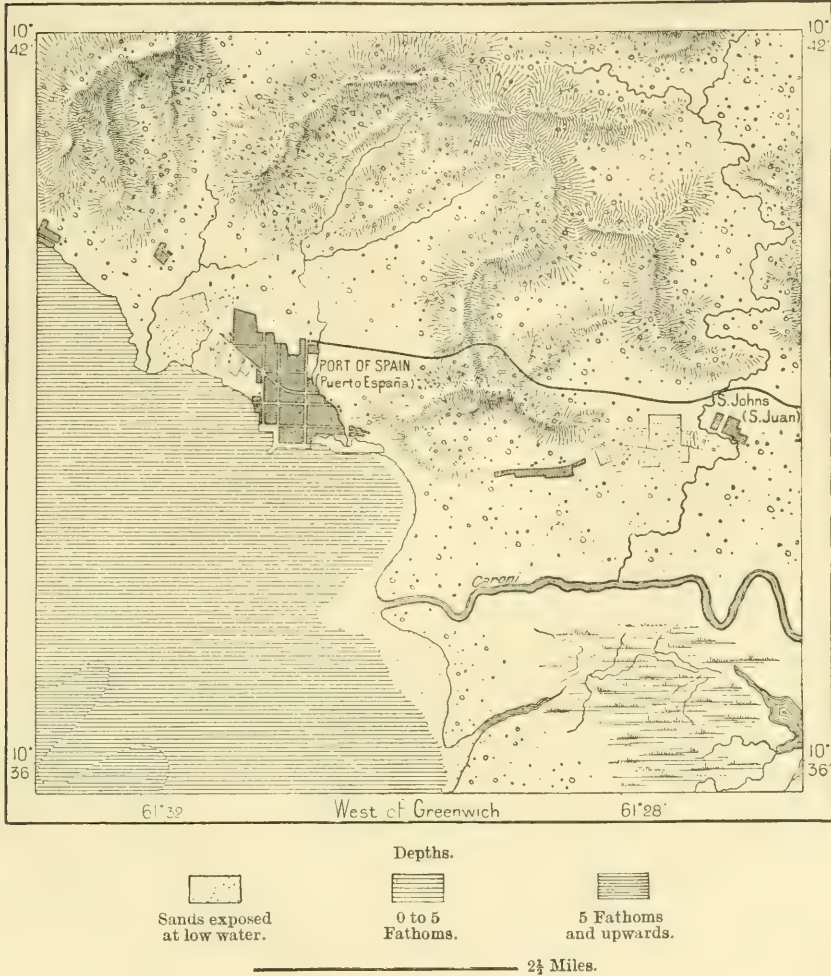 10° 10°
42' 42'
PORT OF SPAIN
(Puerto España)
S. Johns
(S. Juan)
Caroni
10° 10°
36' 36'
61°32' West of Greenwich 61°28'
Depths.
Sands exposed
at low water.
0 to 5
Fathoms.
5 Fathoms
and upwards.
2½ Miles.